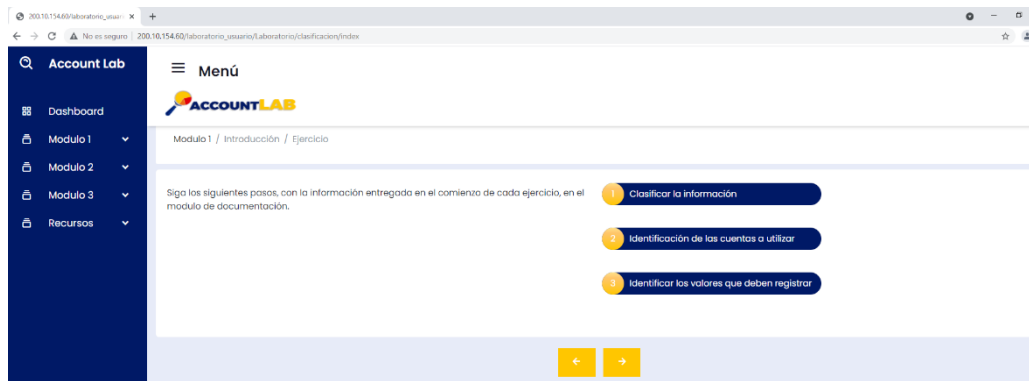 200.10.154.60/laboratorio_usuari
No es seguro | 200.10.154.60/laboratorio_usuario/Laboratorio/clasificacion/index
Account Lab
Menú
ACCOUNTLAB
Dashboard
Modulo 1
Modulo 2
Modulo 3
Recursos
Modulo 1 / Introducción / Ejercicio
Siga los siguientes pasos, con la información entregada en el comienzo de cada ejercicio, en el
modulo de documentación.
1 Clasificar la información
2 Identificación de las cuentas a utilizar
3 Identificar los valores que deben registrar